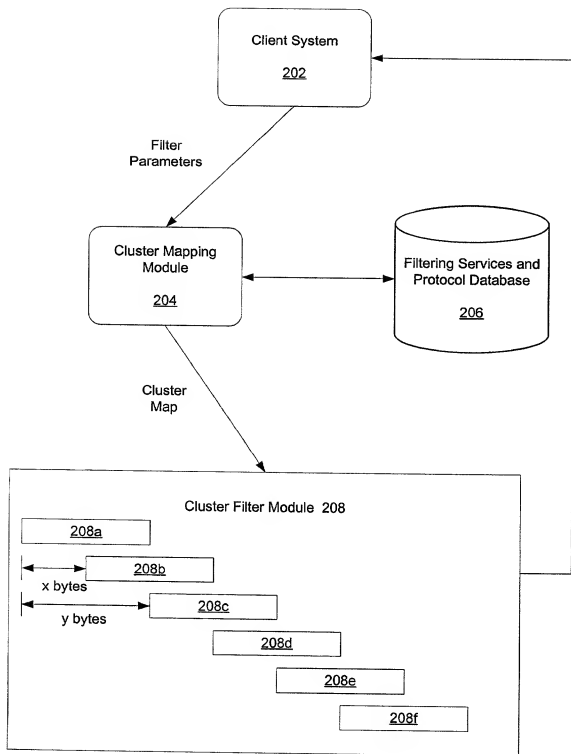 Client System
202
Filter
Parameters
Cluster Mapping
Module
204
Filtering Services and
Protocol Database
206
Cluster
Map
Cluster Filter Module 208
208a
208b
x bytes
208c
y bytes
208d
208e
208f